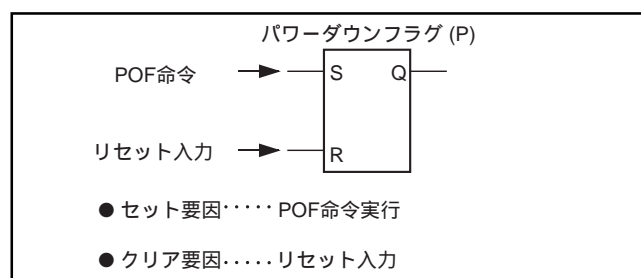 パワーダウンフラグ (P)
POF命令
S
Q
リセット入力
R
● セット要因‥‥‥POF命令実行
● クリア要因.....リセット入力